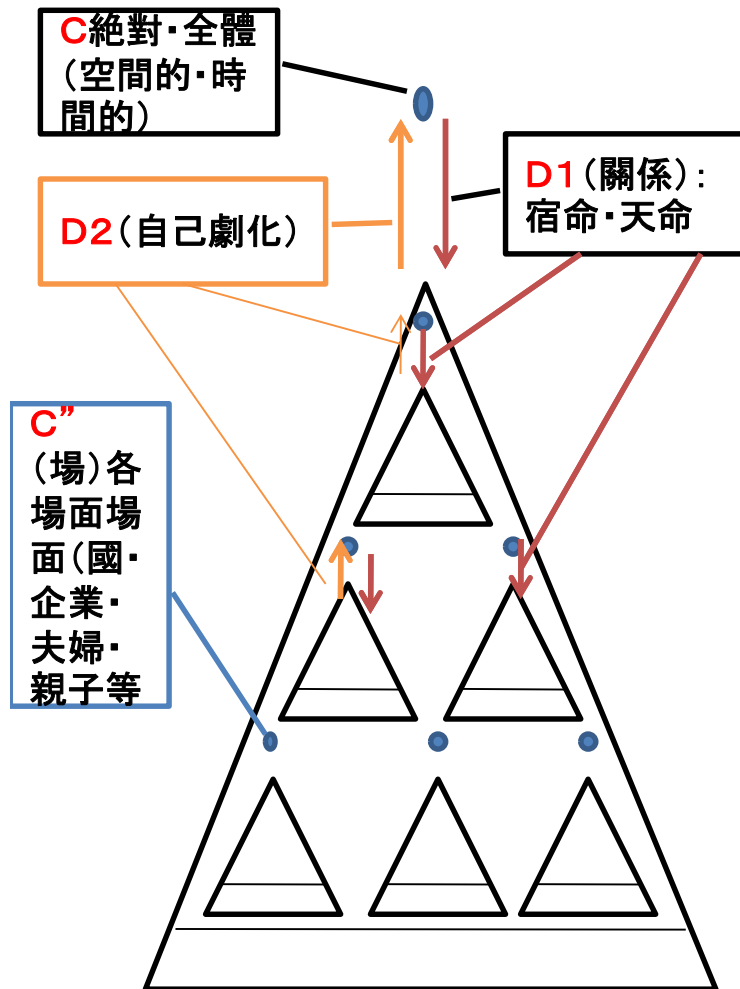 C絶對・全體
(空間的・時
間的)
D1(關係):
宿命・天命
D2(自己劇化)
C”
(場)各
場面場
面(國・
企業・
夫婦・
親子等